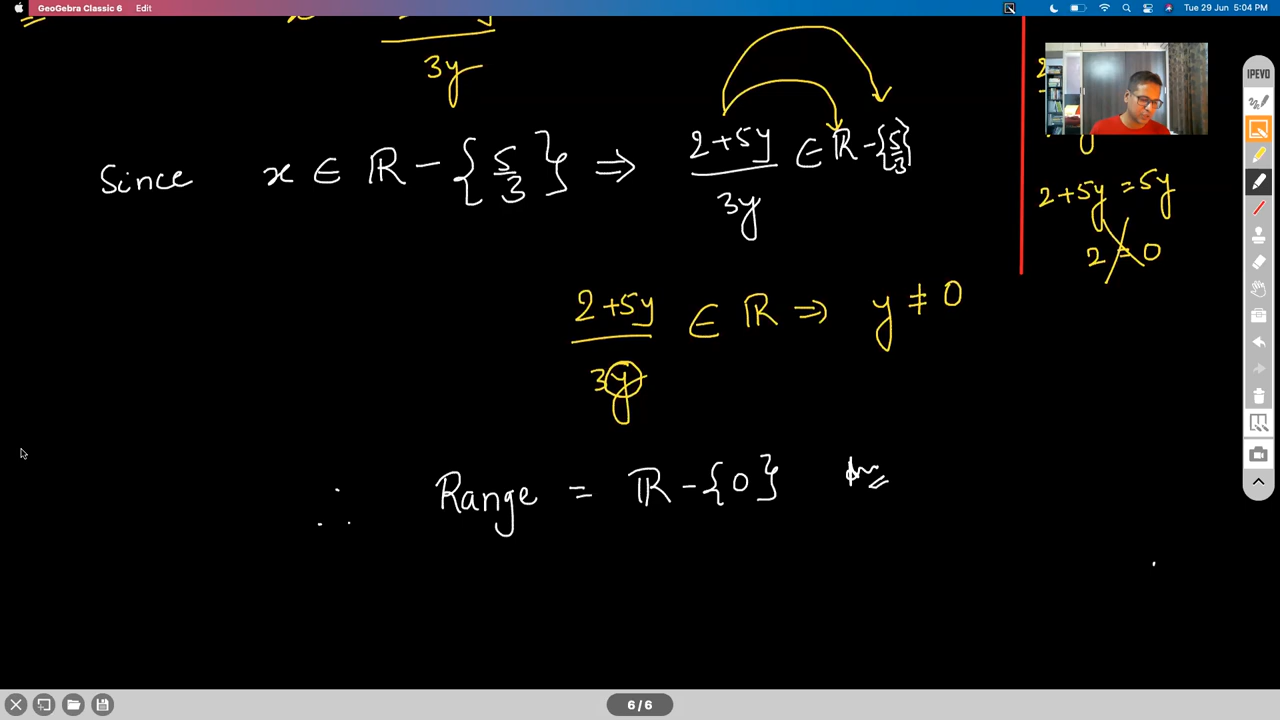 GeoGebra Classic 6 Edit Tue 29 Jun 5:04 PM
3y
IPEVO
Since x ∈ ℝ - {5/3} ⇒ (2+5y)/3y ∈ ℝ - {5/3}
2+5y = 5y
2 = 0
(2+5y)/3y ∈ ℝ ⇒ y ≠ 0
∴ Range = ℝ - {0} Ans
6 / 6